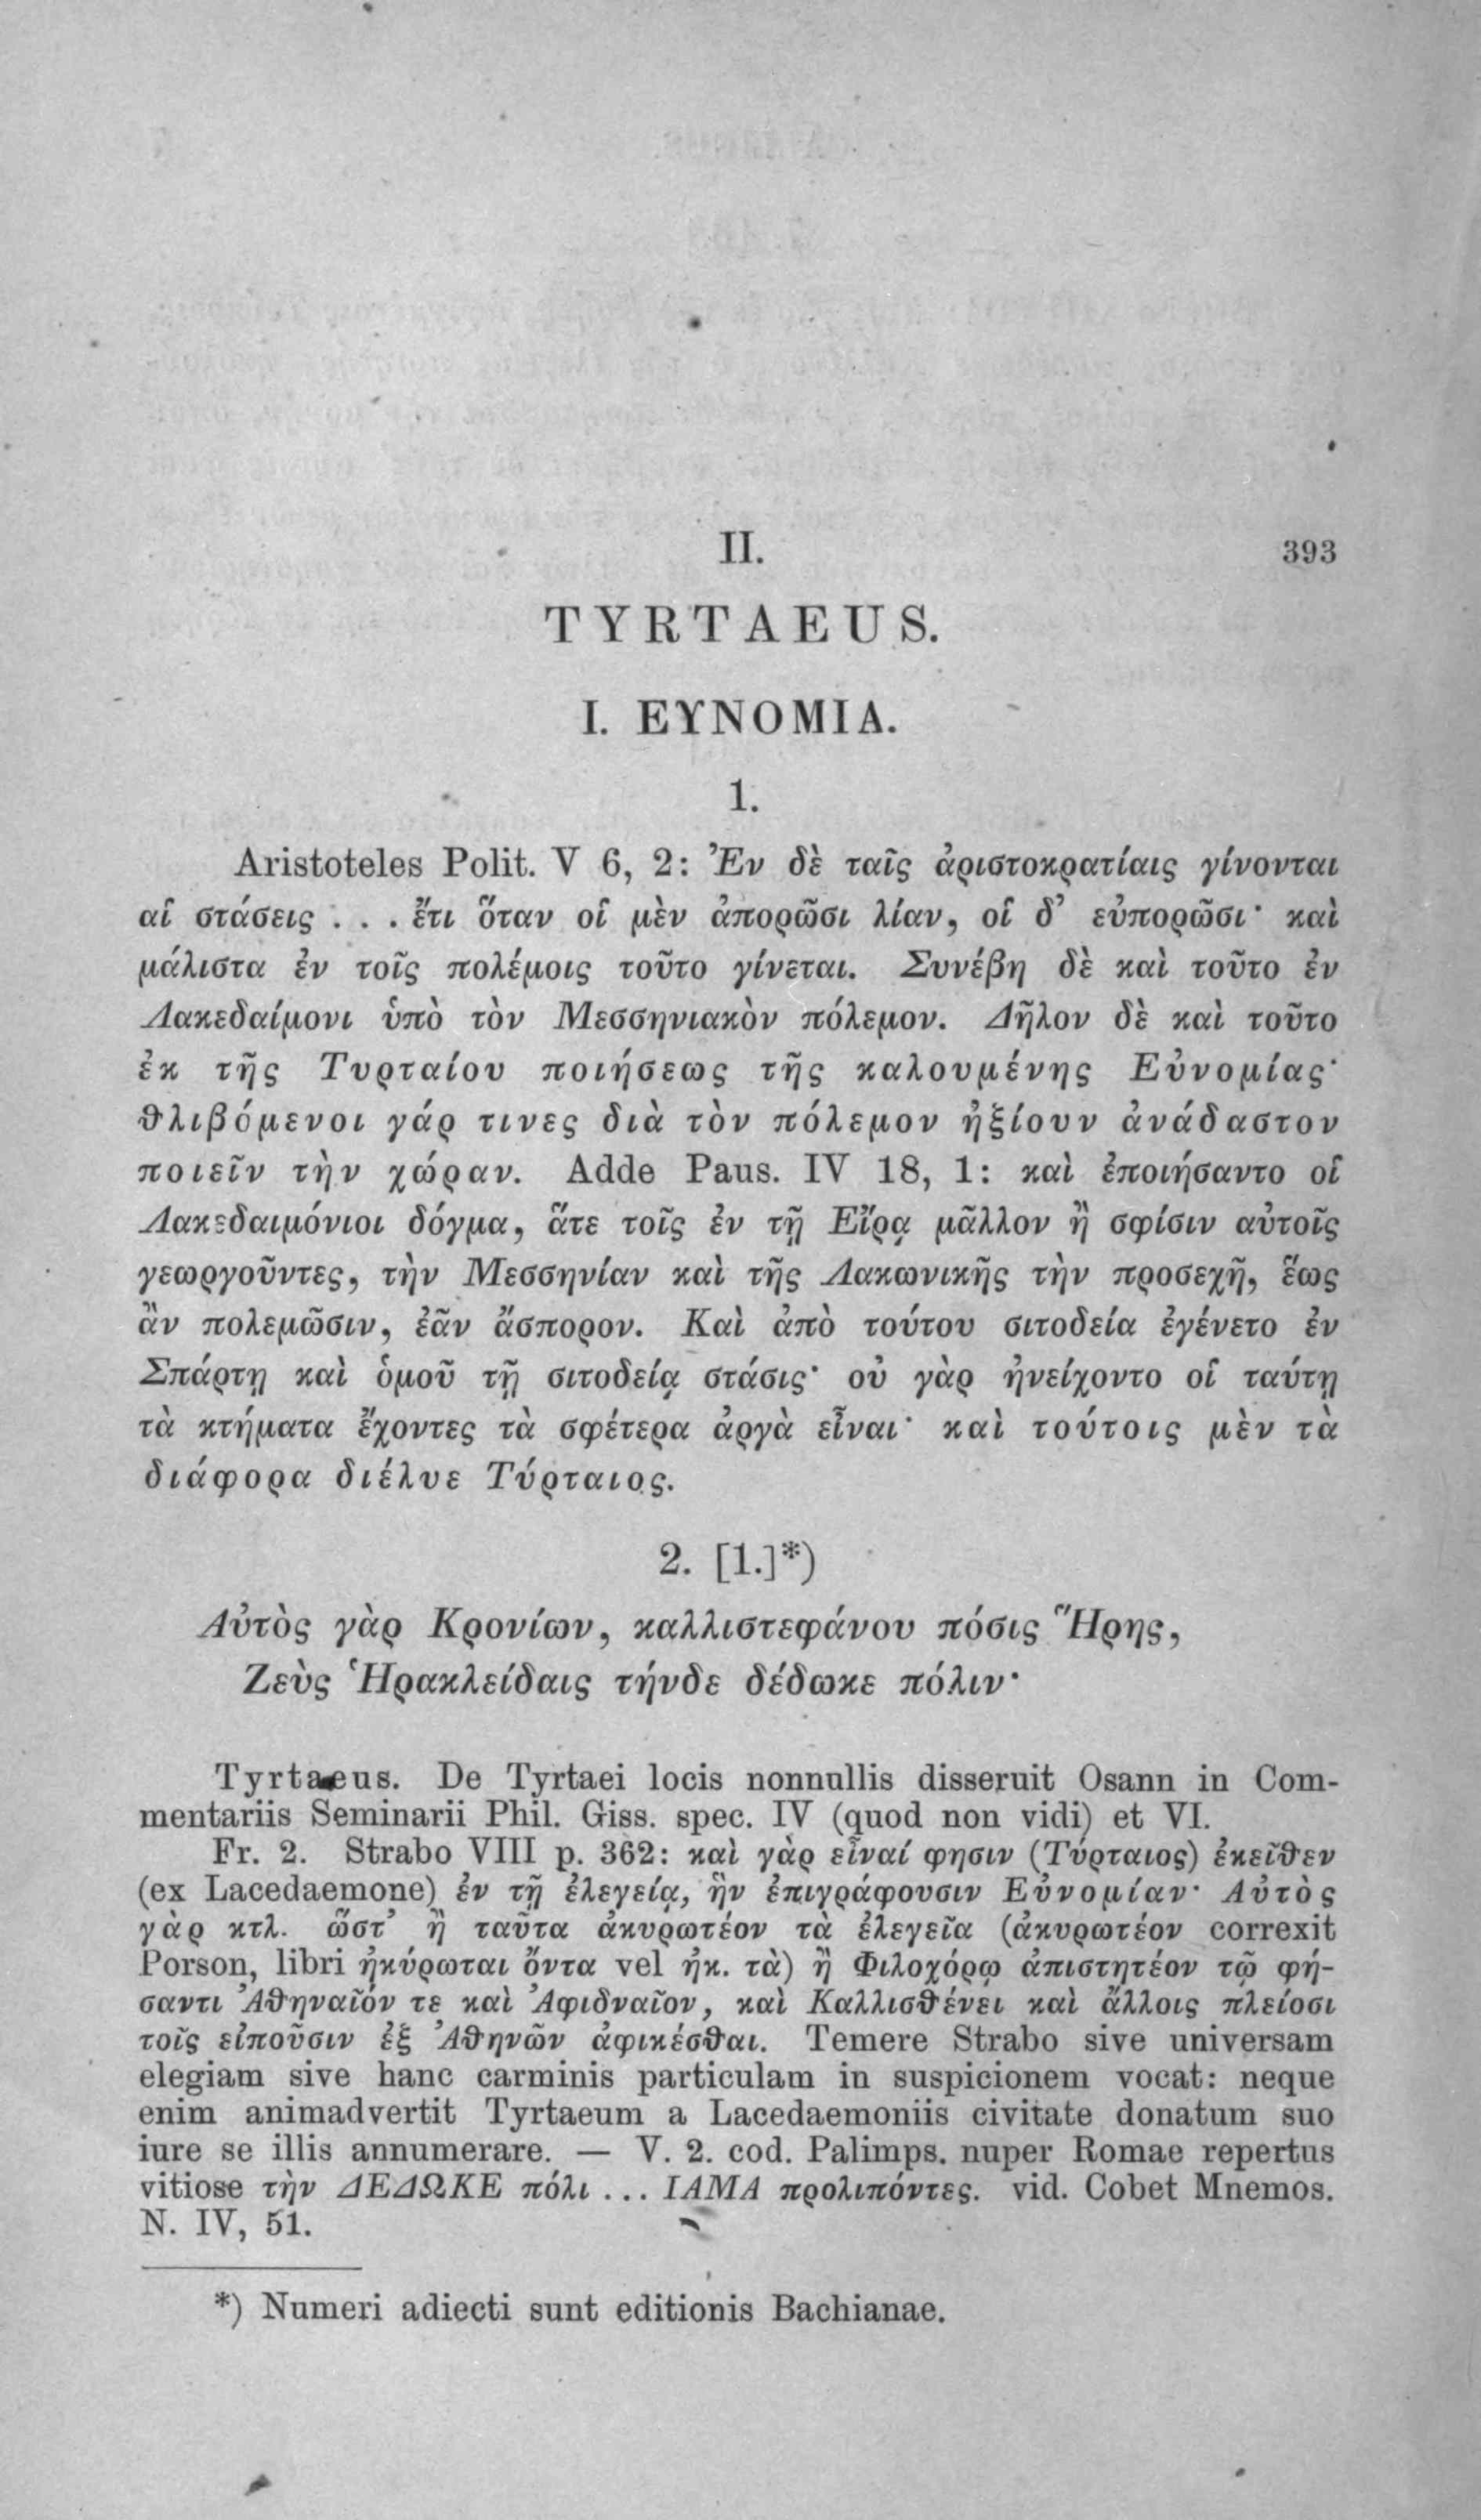 II. 393
TYRTAEUS.
I. ΕΥΝΟΜΙΑ.
1.
Aristoteles Polit. V 6, 2: Ἐν δὲ ταῖς ἀριστοκρατίαις γίνονται
αἱ στάσεις . . . ἔτι ὅταν οἱ μὲν ἀπορῶσι λίαν, οἱ δ’ εὐπορῶσι· καὶ
μάλιστα ἐν τοῖς πολέμοις τοῦτο γίνεται. Συνέβη δὲ καὶ τοῦτο ἐν
Λακεδαίμονι ὑπὸ τὸν Μεσσηνιακὸν πόλεμον. Δῆλον δὲ καὶ τοῦτο
ἐκ τῆς Τυρταίου ποιήσεως τῆς καλουμένης Εὐνομίας·
θλιβόμενοι γάρ τινες διὰ τὸν πόλεμον ἠξίουν ἀνάδαστον
ποιεῖν τὴν χώραν. Adde Paus. IV 18, 1: καὶ ἐποιήσαντο οἱ
Λακεδαιμόνιοι δόγμα, ἅτε τοῖς ἐν τῇ Εἴρᾳ μᾶλλον ἢ σφίσιν αὐτοῖς
γεωργοῦντες, τὴν Μεσσηνίαν καὶ τῆς Λακωνικῆς τὴν προσεχῆ, ἕως
ἂν πολεμῶσιν, ἐᾶν ἄσπορον. Καὶ ἀπὸ τούτου σιτοδεία ἐγένετο ἐν
Σπάρτῃ καὶ ὁμοῦ τῇ σιτοδείᾳ στάσις· οὐ γὰρ ἠνείχοντο οἱ ταύτῃ
τὰ κτήματα ἔχοντες τὰ σφέτερα ἀργὰ εἶναι· καὶ τούτοις μὲν τὰ
διάφορα διέλυε Τύρταιος.
2. [1.]*)
Αὐτὸς γὰρ Κρονίων, καλλιστεφάνου πόσις Ἥρης,
Ζεὺς Ἡρακλείδαις τήνδε δέδωκε πόλιν·
Tyrtaeus. De Tyrtaei locis nonnullis disseruit Osann in Com-
mentariis Seminarii Phil. Giss. spec. IV (quod non vidi) et VI.
Fr. 2. Strabo VIII p. 362: καὶ γὰρ εἶναί φησιν (Τύρταιος) ἐκεῖθεν
(ex Lacedaemone) ἐν τῇ ἐλεγείᾳ, ἣν ἐπιγράφουσιν Εὐνομίαν· Αὐτὸς
γὰρ κτλ. ὥστ’ ἢ ταῦτα ἀκυρωτέον τὰ ἐλεγεῖα (ἀκυρωτέον correxit
Porson, libri ἠκύρωται ὄντα vel ἠκ. τὰ) ἢ Φιλοχόρῳ ἀπιστητέον τῷ φή-
σαντι Ἀθηναῖόν τε καὶ Ἀφιδναῖον, καὶ Καλλισθένει καὶ ἄλλοις πλείοσι
τοῖς εἰποῦσιν ἐξ Ἀθηνῶν ἀφικέσθαι. Temere Strabo sive universam
elegiam sive hanc carminis particulam in suspicionem vocat: neque
enim animadvertit Tyrtaeum a Lacedaemoniis civitate donatum suo
iure se illis annumerare. — V. 2. cod. Palimps. nuper Romae repertus
vitiose τὴν ΔΕΔΩΚΕ πόλι ... ΙΑΜΑ προλιπόντες. vid. Cobet Mnemos.
N. IV, 51.
*) Numeri adiecti sunt editionis Bachianae.